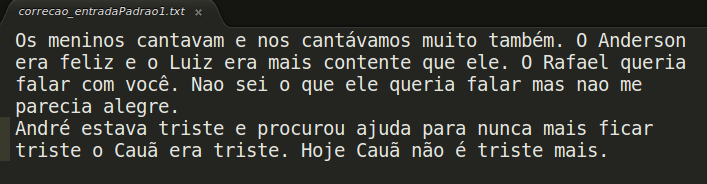 correcao_entradaPadrao1.txt ×
Os meninos cantavam e nos cantávamos muito também. O Anderson
era feliz e o Luiz era mais contente que ele. O Rafael queria
falar com você. Nao sei o que ele queria falar mas nao me
parecia alegre.
André estava triste e procurou ajuda para nunca mais ficar
triste o Cauã era triste. Hoje Cauã não é triste mais.